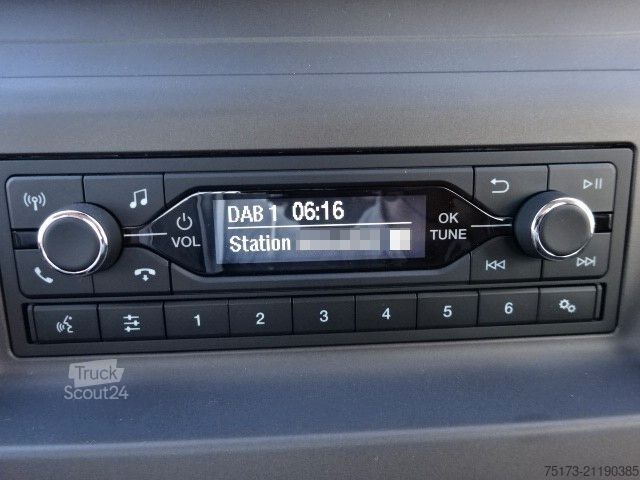 DAB 1 06:16
Station
VOL
OK
TUNE
1 2 3 4 5 6
Truck
Scout24
75173-21190385